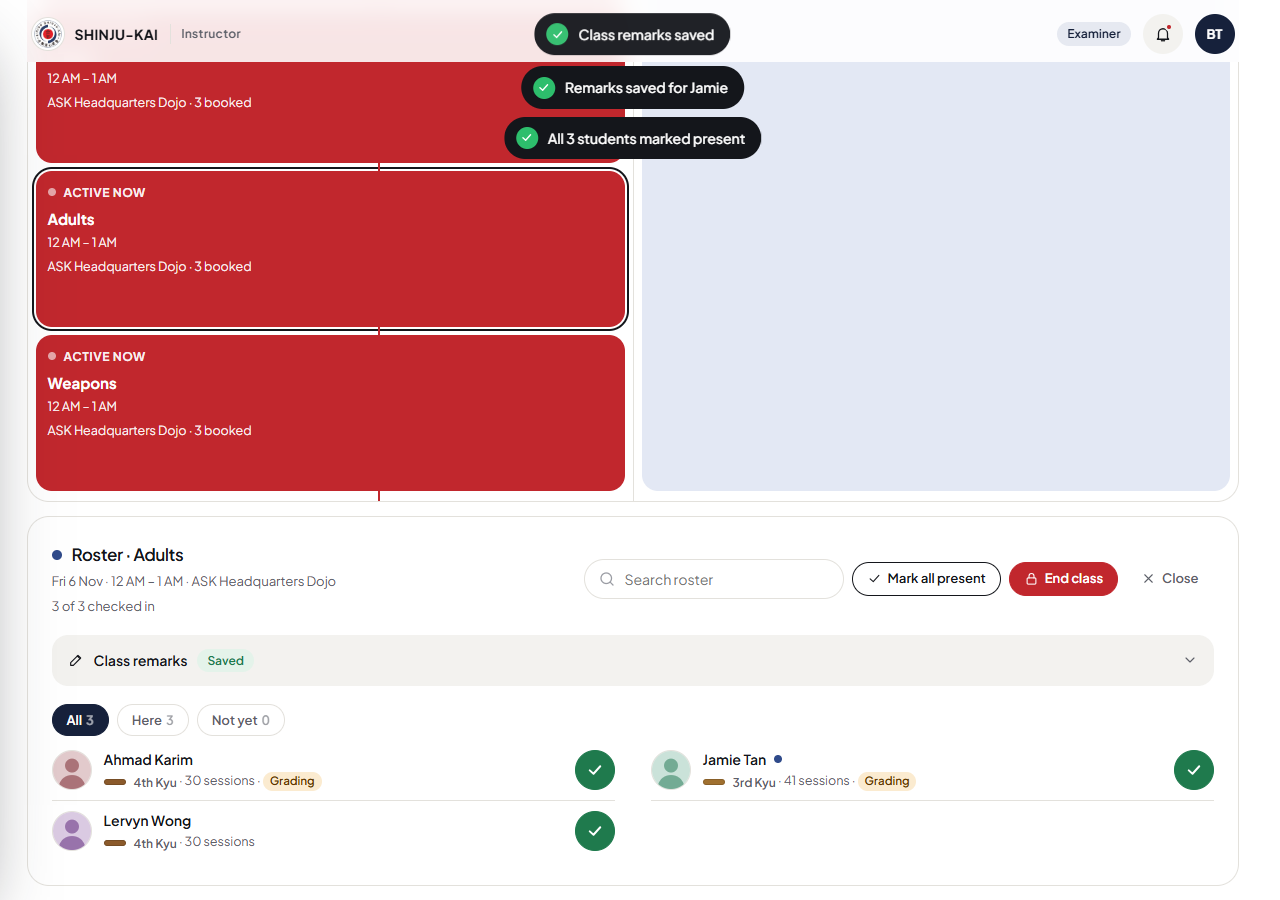 SHINJU-KAI
Instructor
Class remarks saved
Examiner
BT
Remarks saved for Jamie
All 3 students marked present
12 AM – 1 AM
ASK Headquarters Dojo · 3 booked
ACTIVE NOW
Adults
12 AM – 1 AM
ASK Headquarters Dojo · 3 booked
ACTIVE NOW
Weapons
12 AM – 1 AM
ASK Headquarters Dojo · 3 booked
Roster · Adults
Fri 6 Nov · 12 AM – 1 AM · ASK Headquarters Dojo
3 of 3 checked in
Search roster
Mark all present
End class
Close
Class remarks Saved
All 3
Here 3
Not yet 0
Ahmad Karim
4th Kyu · 30 sessions · Grading
Jamie Tan
3rd Kyu · 41 sessions · Grading
Lervyn Wong
4th Kyu · 30 sessions